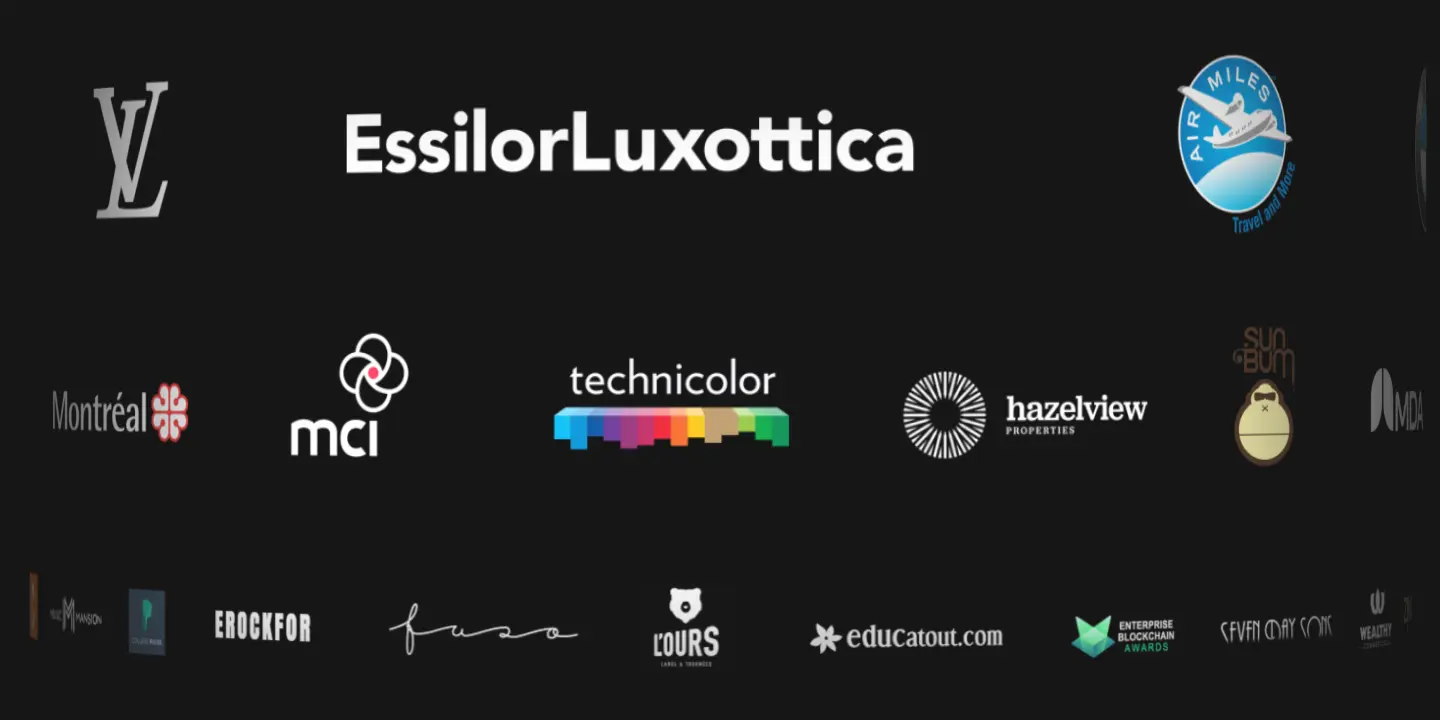 LV
EssilorLuxottica
AIR MILES
Travel and More
Montréal
mci
technicolor
hazelview
PROPERTIES
SUN
BUM
MDA
MANSION
EROCKFOR
fuso
L'OURS
educatout.com
ENTERPRISE
BLOCKCHAIN
AWARDS
SEVEN DAY SONS
WEALTHY